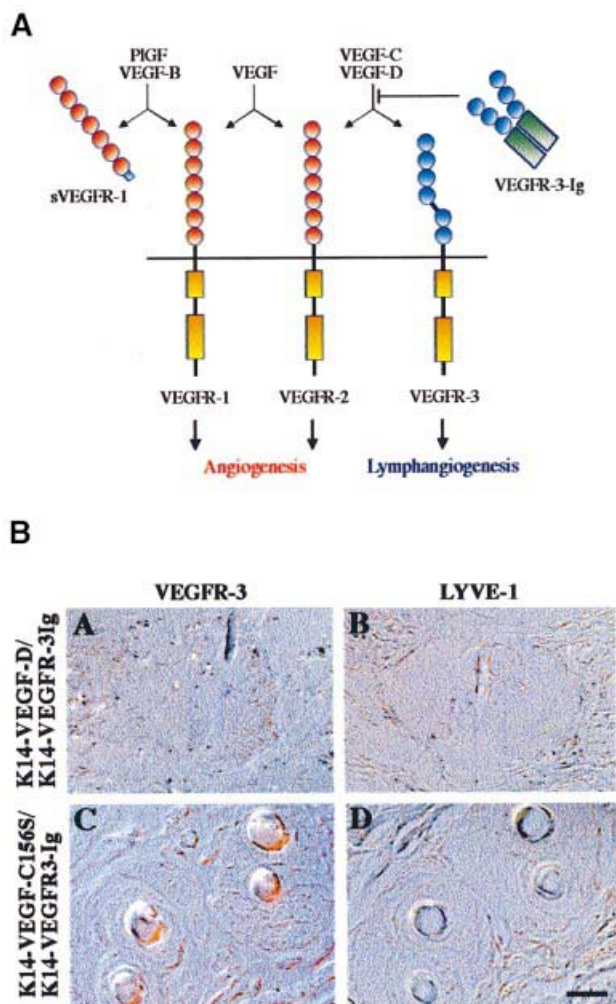 A
PlGF
VEGF-B
VEGF
VEGF-C
VEGF-D
sVEGFR-1
VEGFR-3-Ig
VEGFR-1
VEGFR-2
VEGFR-3
Angiogenesis
Lymphangiogenesis
B
VEGFR-3
LYVE-1
K14-VEGF-D/
K14-VEGFR-3Ig
A
B
K14-VEGF-C156S/
K14-VEGFR3-Ig
C
D